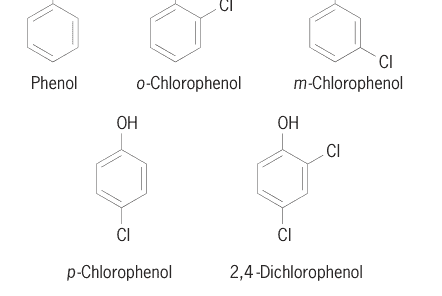 Cl
Cl
Phenol o-Chlorophenol m-Chlorophenol
OH OH
Cl
Cl Cl
p-Chlorophenol 2,4-Dichlorophenol